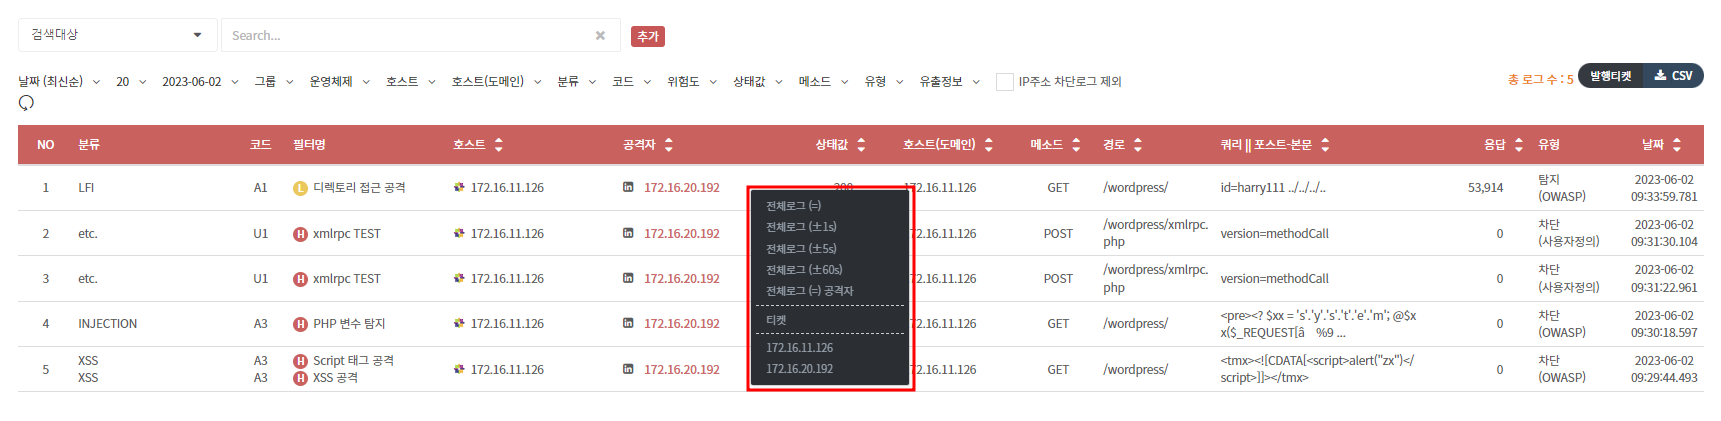 검색대상 Search... 추가
날짜 (최신순) 20 2023-06-02 그룹 운영체제 호스트 호스트(도메인) 분류 코드 위험도 상태값 메소드 유형 유출정보 IP주소 차단로그 제외 총 로그 수 : 5 발행티켓 CSV
NO 분류 코드 필터명 호스트 공격자 상태값 호스트(도메인) 메소드 경로 쿼리 || 포스트-본문 응답 유형 날짜
1 LFI A1 L 디렉토리 접근 공격 172.16.11.126 172.16.20.192 172.16.11.126 GET /wordpress/ id=harry111 ../../../.. 53,914 탐지 2023-06-02
(OWASP) 09:33:59.781
2 etc. U1 H xmlrpc TEST 172.16.11.126 172.16.20.192 72.16.11.126 POST /wordpress/xmlrpc. version=methodCall 0 차단 2023-06-02
php (사용자정의) 09:31:30.104
3 etc. U1 H xmlrpc TEST 172.16.11.126 172.16.20.192 72.16.11.126 POST /wordpress/xmlrpc. version=methodCall 0 차단 2023-06-02
php (사용자정의) 09:31:22.961
4 INJECTION A3 H PHP 변수 탐지 172.16.11.126 172.16.20.192 72.16.11.126 GET /wordpress/ <pre><? $xx = 's'.'y'.'s'.'t'.'e'.'m'; @$x 0 차단 2023-06-02
x($_REQUEST[â %9 ... (OWASP) 09:30:18.597
5 XSS A3 H Script 태그 공격 172.16.11.126 172.16.20.192 72.16.11.126 GET /wordpress/ <tmx><![CDATA[<script>alert("zx")</ 0 차단 2023-06-02
XSS A3 H XSS 공격 script>]]></tmx> (OWASP) 09:29:44.493
전체로그 (=)
전체로그 (±1s)
전체로그 (±5s)
전체로그 (±60s)
전체로그 (=) 공격자
티켓
172.16.11.126
172.16.20.192